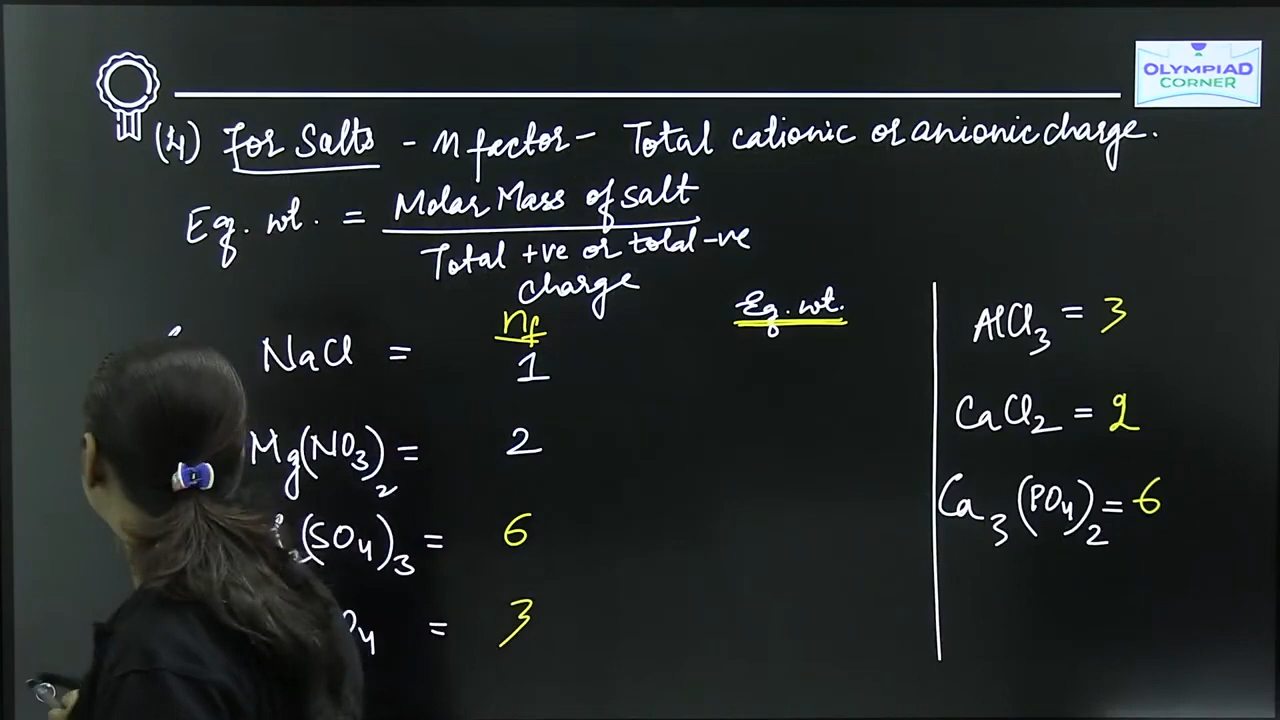 OLYMPIAD
CORNER
(4) For Salts - n factor - Total cationic or anionic charge.
Eq. wt. = Molar Mass of salt
Total +ve or total -ve
charge
nf
Eq. wt.
NaCl = 1
Mg(NO₃)₂ = 2
(SO₄)₃ = 6
O₄ = 3
AlCl₃ = 3
CaCl₂ = 2
Ca₃(PO₄)₂ = 6